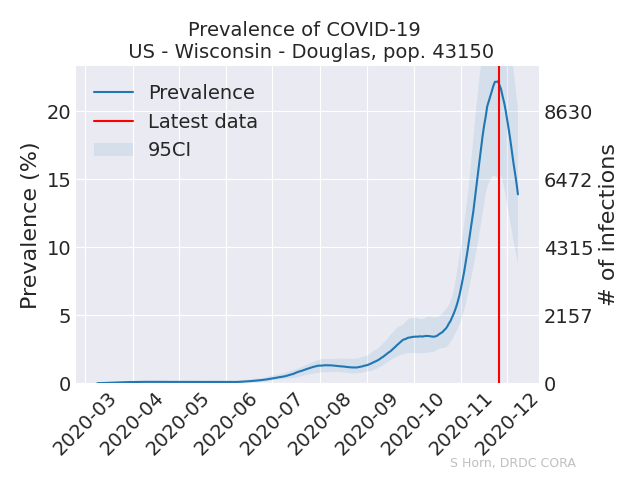 Prevalence of COVID-19
US - Wisconsin - Douglas, pop. 43150
Prevalence
Latest data
95CI
Prevalence (%)
20
15
10
5
0
8630
6472
4315
2157
0
# of infections
2020-03
2020-04
2020-05
2020-06
2020-07
2020-08
2020-09
2020-10
2020-11
2020-12
S Horn, DRDC CORA